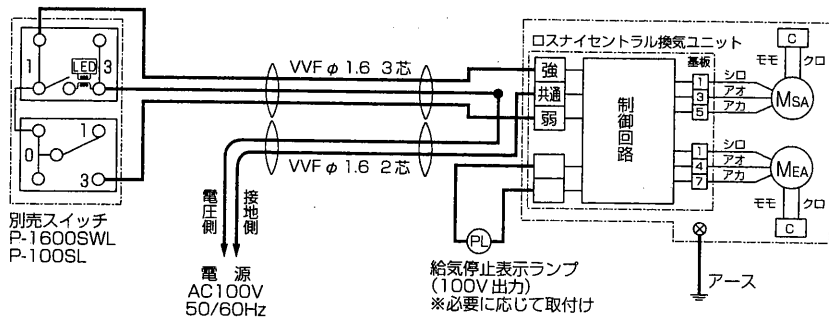 ロスナイセントラル換気ユニット
C
モモ
クロ
LED
1
3
VVFφ1.6 3芯
強
共通
弱
制御回路
基板
1
シロ
3
アオ
5
アカ
MSA
0
1
3
VVFφ1.6 2芯
1
シロ
4
アオ
7
アカ
MEA
モモ
クロ
C
別売スイッチ
P-1600SWL
P-100SL
電圧側
接地側
電 源
AC100V
50/60Hz
PL
給気停止表示ランプ
(100V出力)
※必要に応じて取付け
アース